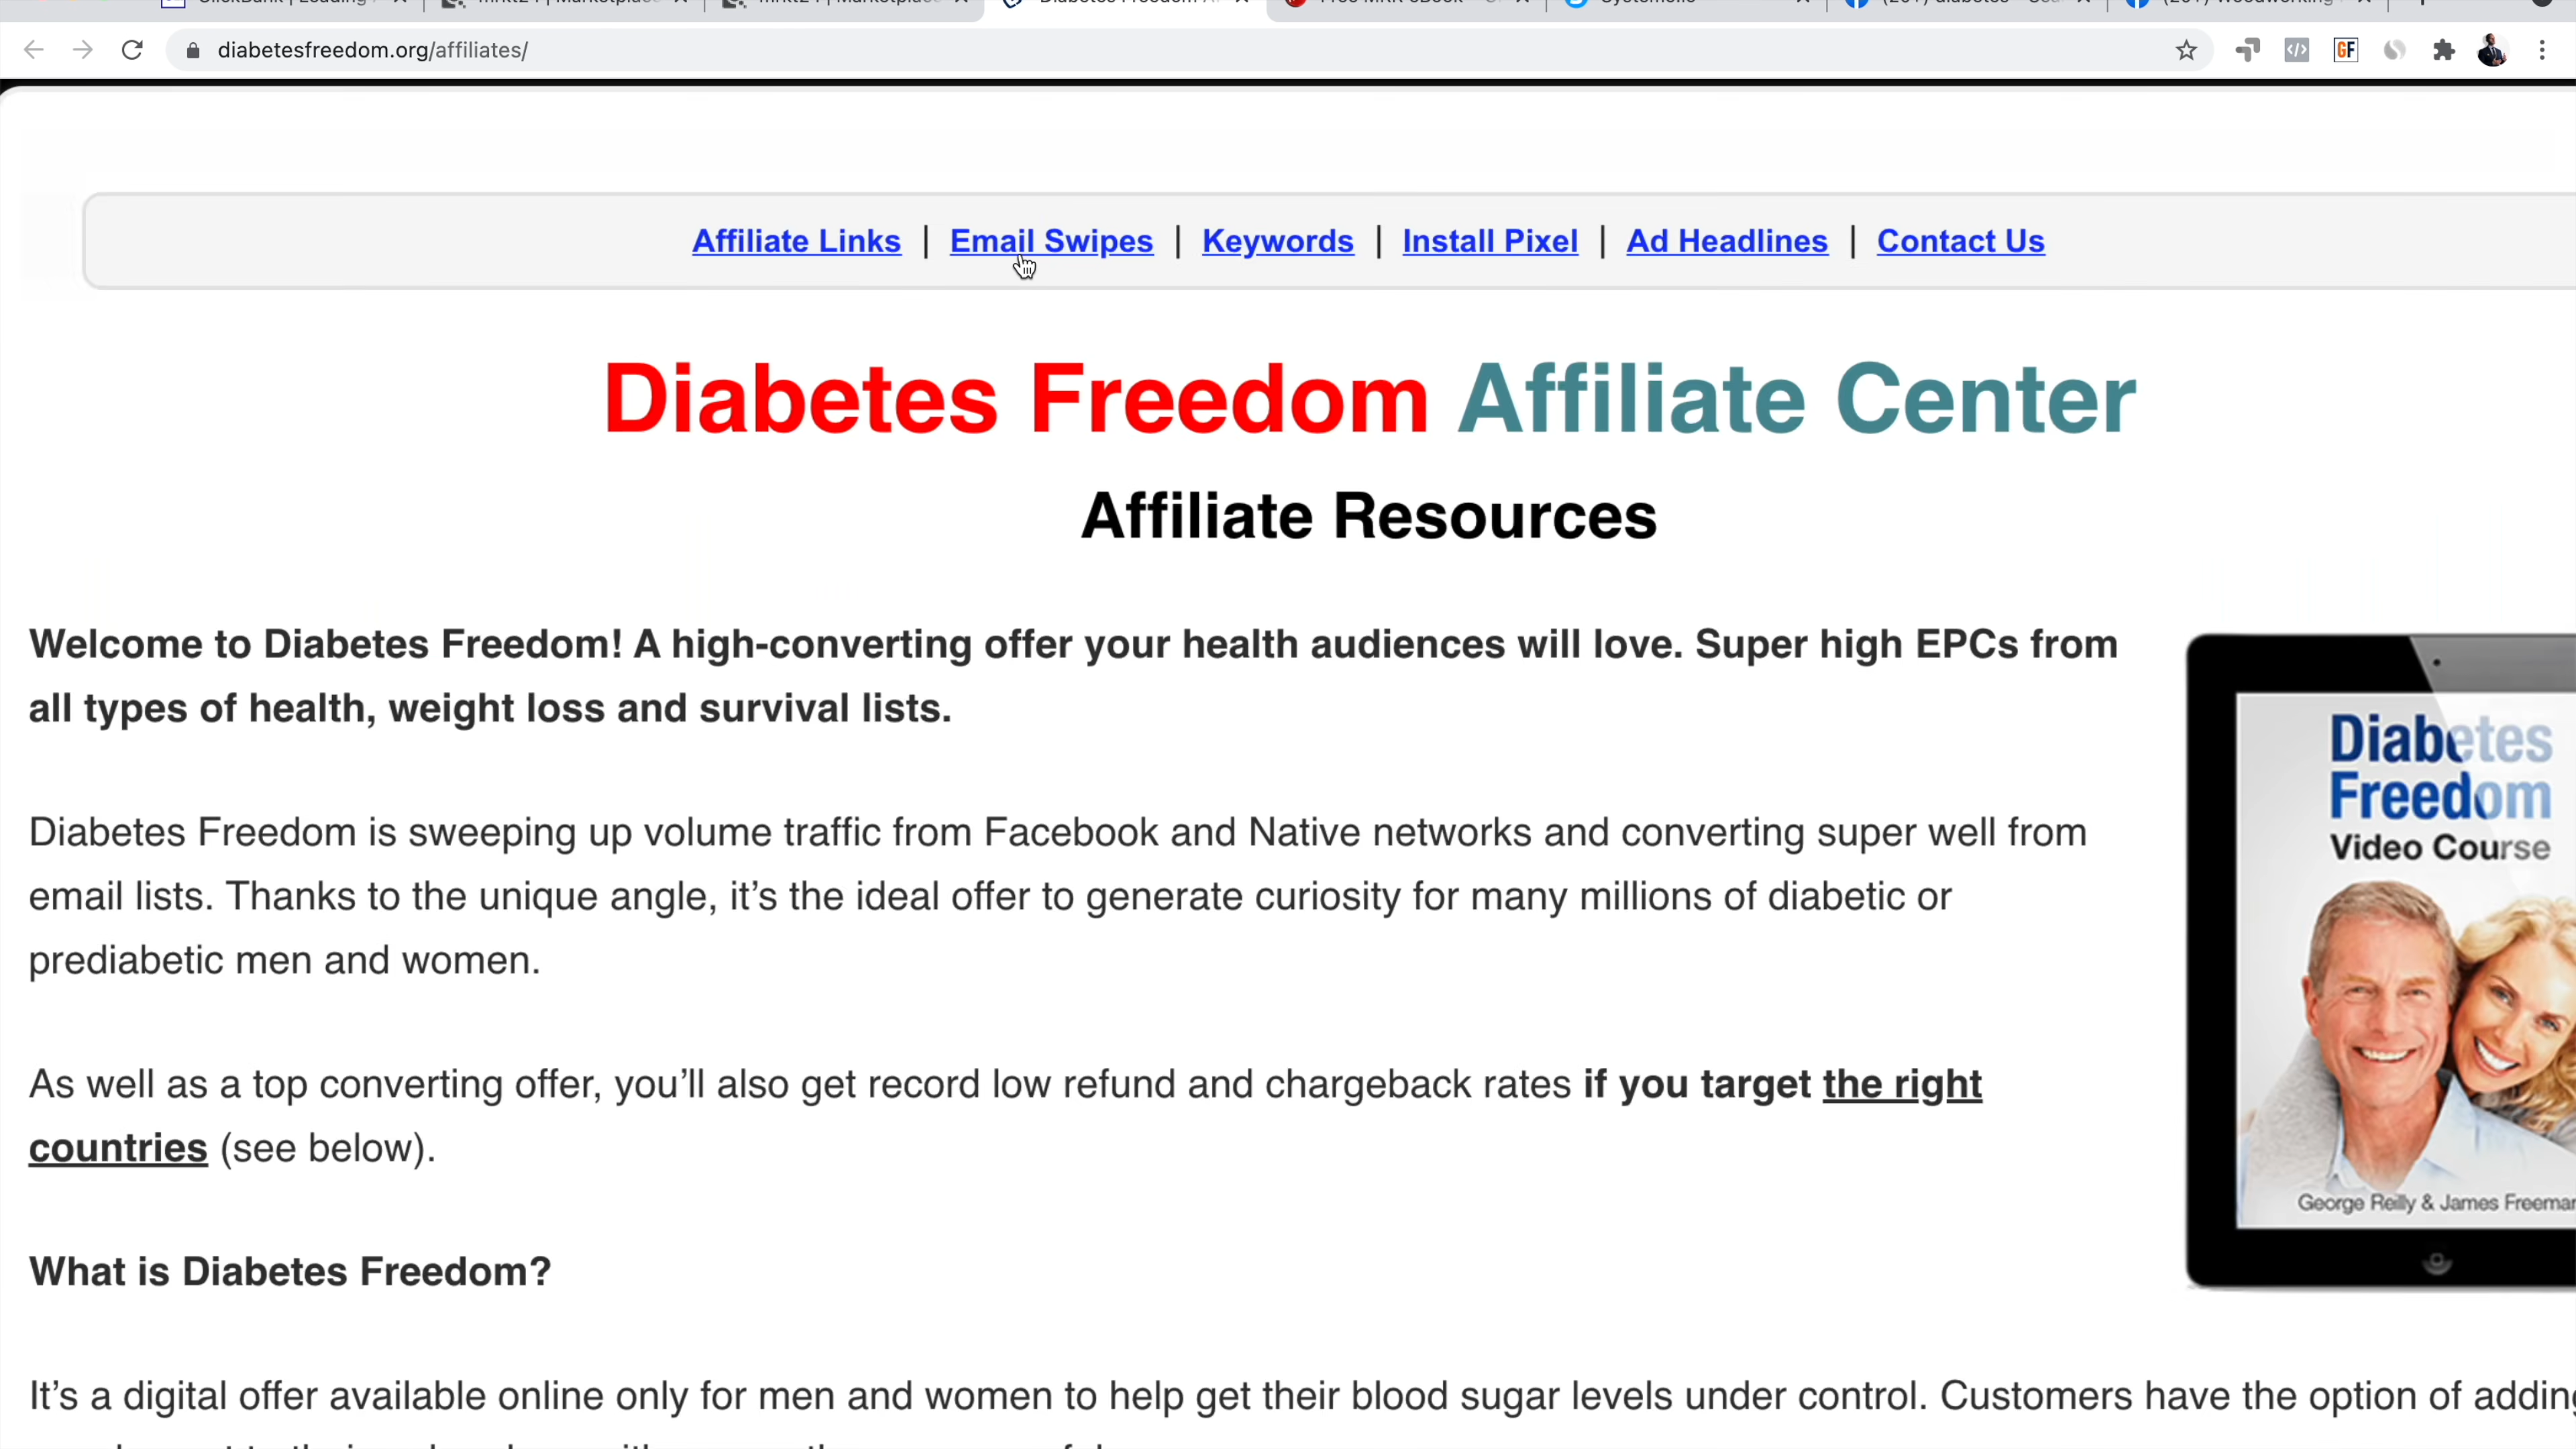 diabetesfreedom.org/affiliates/
Affiliate Links | Email Swipes | Keywords | Install Pixel | Ad Headlines | Contact Us
Diabetes Freedom Affiliate Center
Affiliate Resources
Welcome to Diabetes Freedom! A high-converting offer your health audiences will love. Super high EPCs from
all types of health, weight loss and survival lists.
Diabetes Freedom is sweeping up volume traffic from Facebook and Native networks and converting super well from
email lists. Thanks to the unique angle, it's the ideal offer to generate curiosity for many millions of diabetic or
prediabetic men and women.
As well as a top converting offer, you'll also get record low refund and chargeback rates if you target the right
countries (see below).
What is Diabetes Freedom?
It's a digital offer available online only for men and women to help get their blood sugar levels under control. Customers have the option of adding
Diabetes
Freedom
Video Course
George Reilly & James Freeman
GF